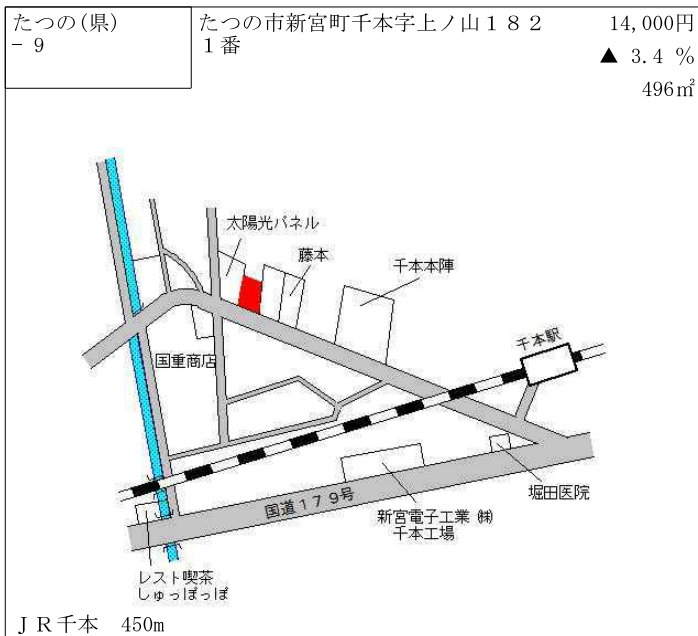 たつの(県)
- 9
たつの市新宮町千本字上ノ山１８２
１番
14,000円
▲ 3.4 %
496㎡
太陽光パネル
藤本
千本本陣
千本駅
国重商店
国道１７９号
新宮電子工業 ㈱
千本工場
堀田医院
レスト喫茶
しゅっぽっぽ
ＪＲ千本 450m